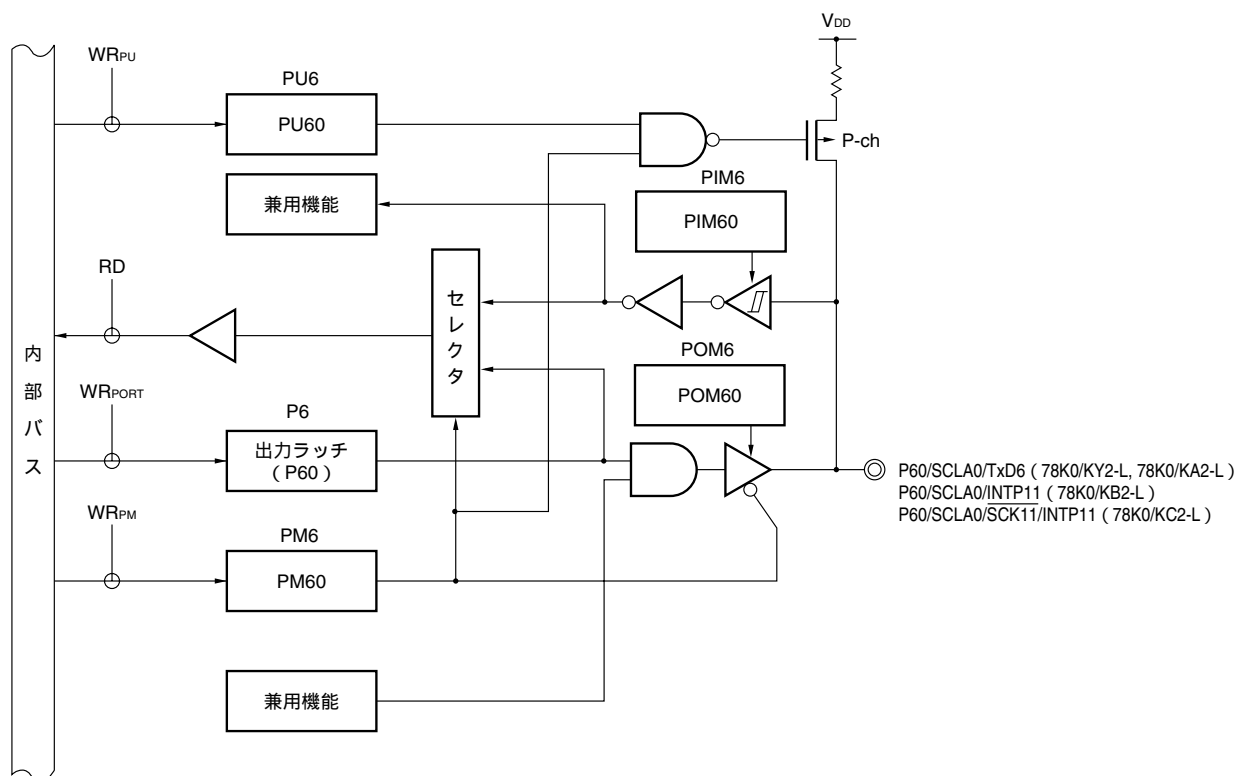 VDD
WRPU
PU6
PU60
P-ch
兼用機能
PIM6
PIM60
RD
セレクタ
内部バス
POM6
POM60
WRPORT
P6
出力ラッチ
（P60）
P60/SCLA0/TxD6（78K0/KY2-L, 78K0/KA2-L）
P60/SCLA0/INTP11（78K0/KB2-L）
P60/SCLA0/SCK11/INTP11（78K0/KC2-L）
WRPM
PM6
PM60
兼用機能